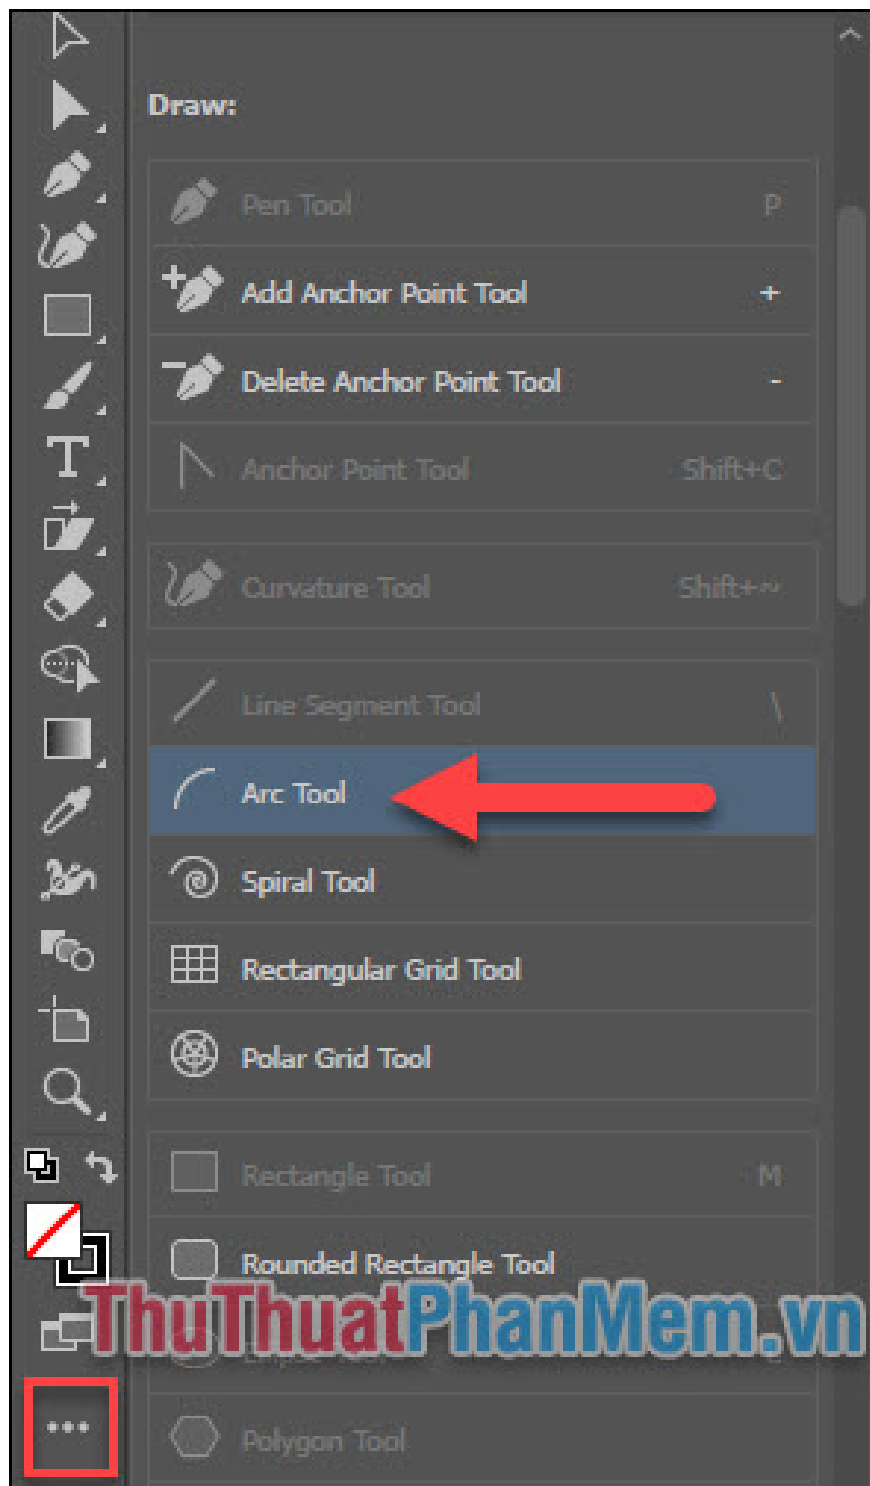 Draw:
Pen Tool P
Add Anchor Point Tool +
Delete Anchor Point Tool -
Anchor Point Tool Shift+C
Curvature Tool Shift+~
Line Segment Tool \
Arc Tool
Spiral Tool
Rectangular Grid Tool
Polar Grid Tool
Rectangle Tool M
Rounded Rectangle Tool
ThuThuatPhanMem.vn
Polygon Tool